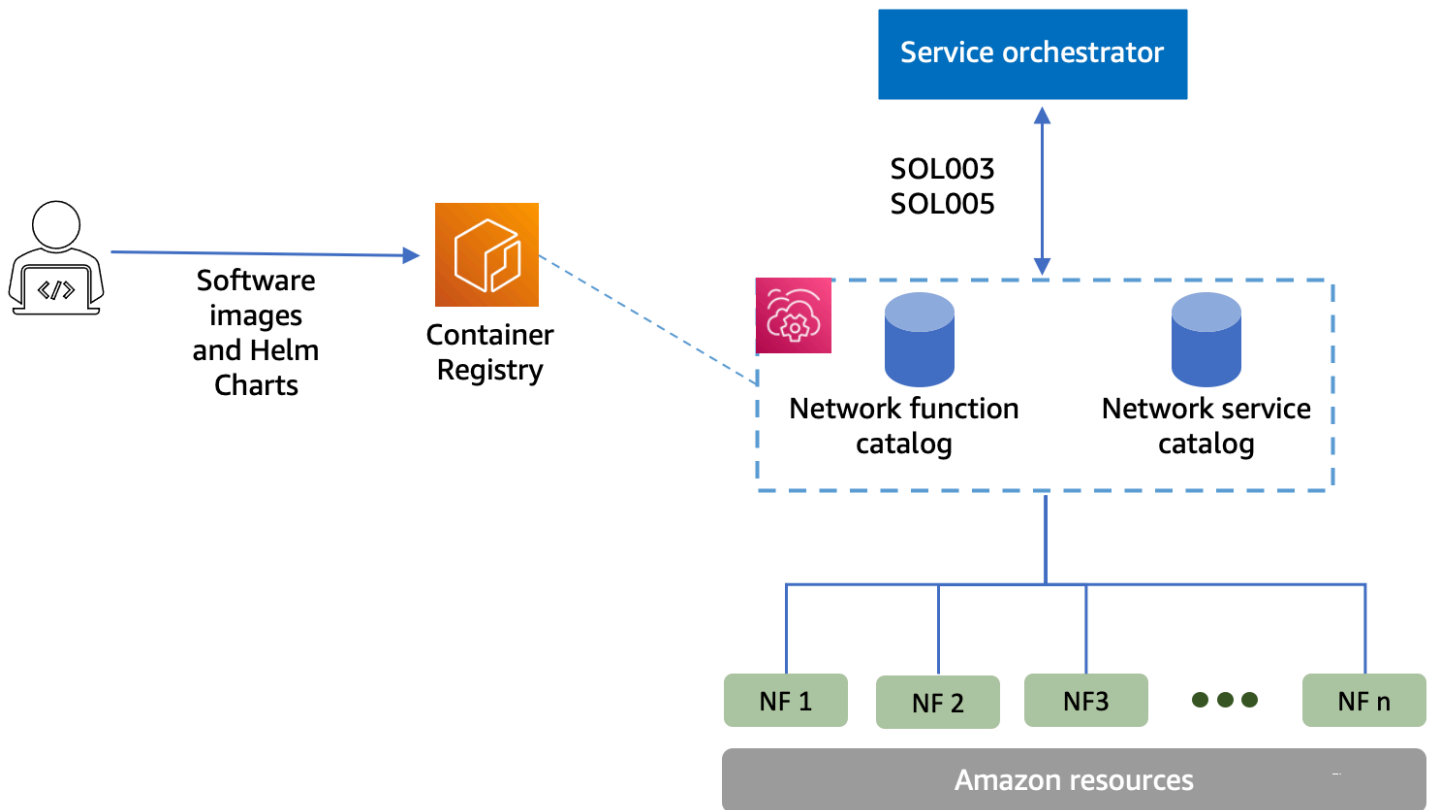 Service orchestrator
SOL003
SOL005
</>
Software
images
and Helm
Charts
Container
Registry
Network function
catalog
Network service
catalog
NF 1
NF 2
NF3
NF n
Amazon resources